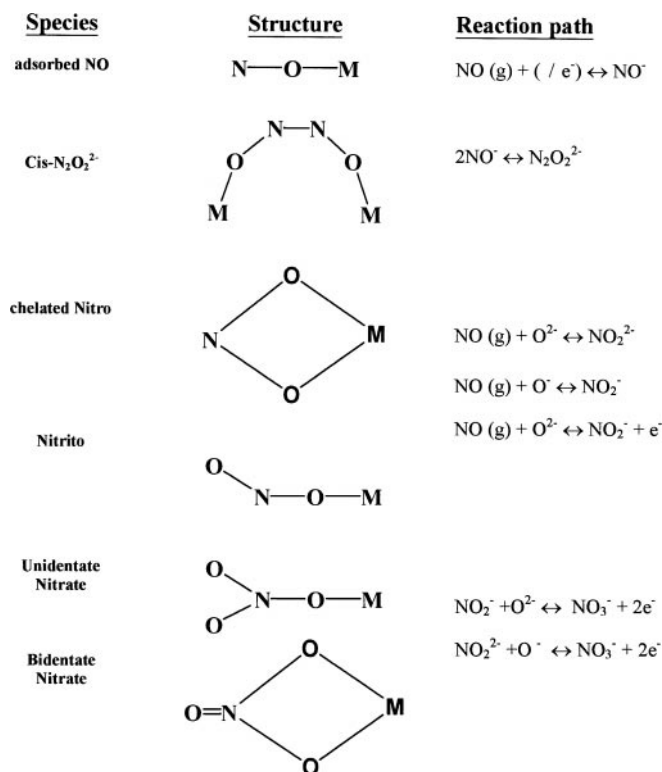 Species Structure Reaction path
adsorbed NO N—O—M NO (g) + ( / e⁻) ↔ NO⁻
N—N
Cis-N₂O₂²⁻ O O 2NO⁻ ↔ N₂O₂²⁻
M M
O
chelated Nitro
N M NO (g) + O²⁻ ↔ NO₂²⁻
O NO (g) + O⁻ ↔ NO₂⁻
Nitrito NO (g) + O²⁻ ↔ NO₂⁻ + e⁻
O
N—O—M
Unidentate
Nitrate
O
N—O—M NO₂⁻ +O²⁻ ↔ NO₃⁻ + 2e⁻
O
Bidentate
Nitrate
O NO₂²⁻ +O⁻ ↔ NO₃⁻ + 2e⁻
O=N M
O